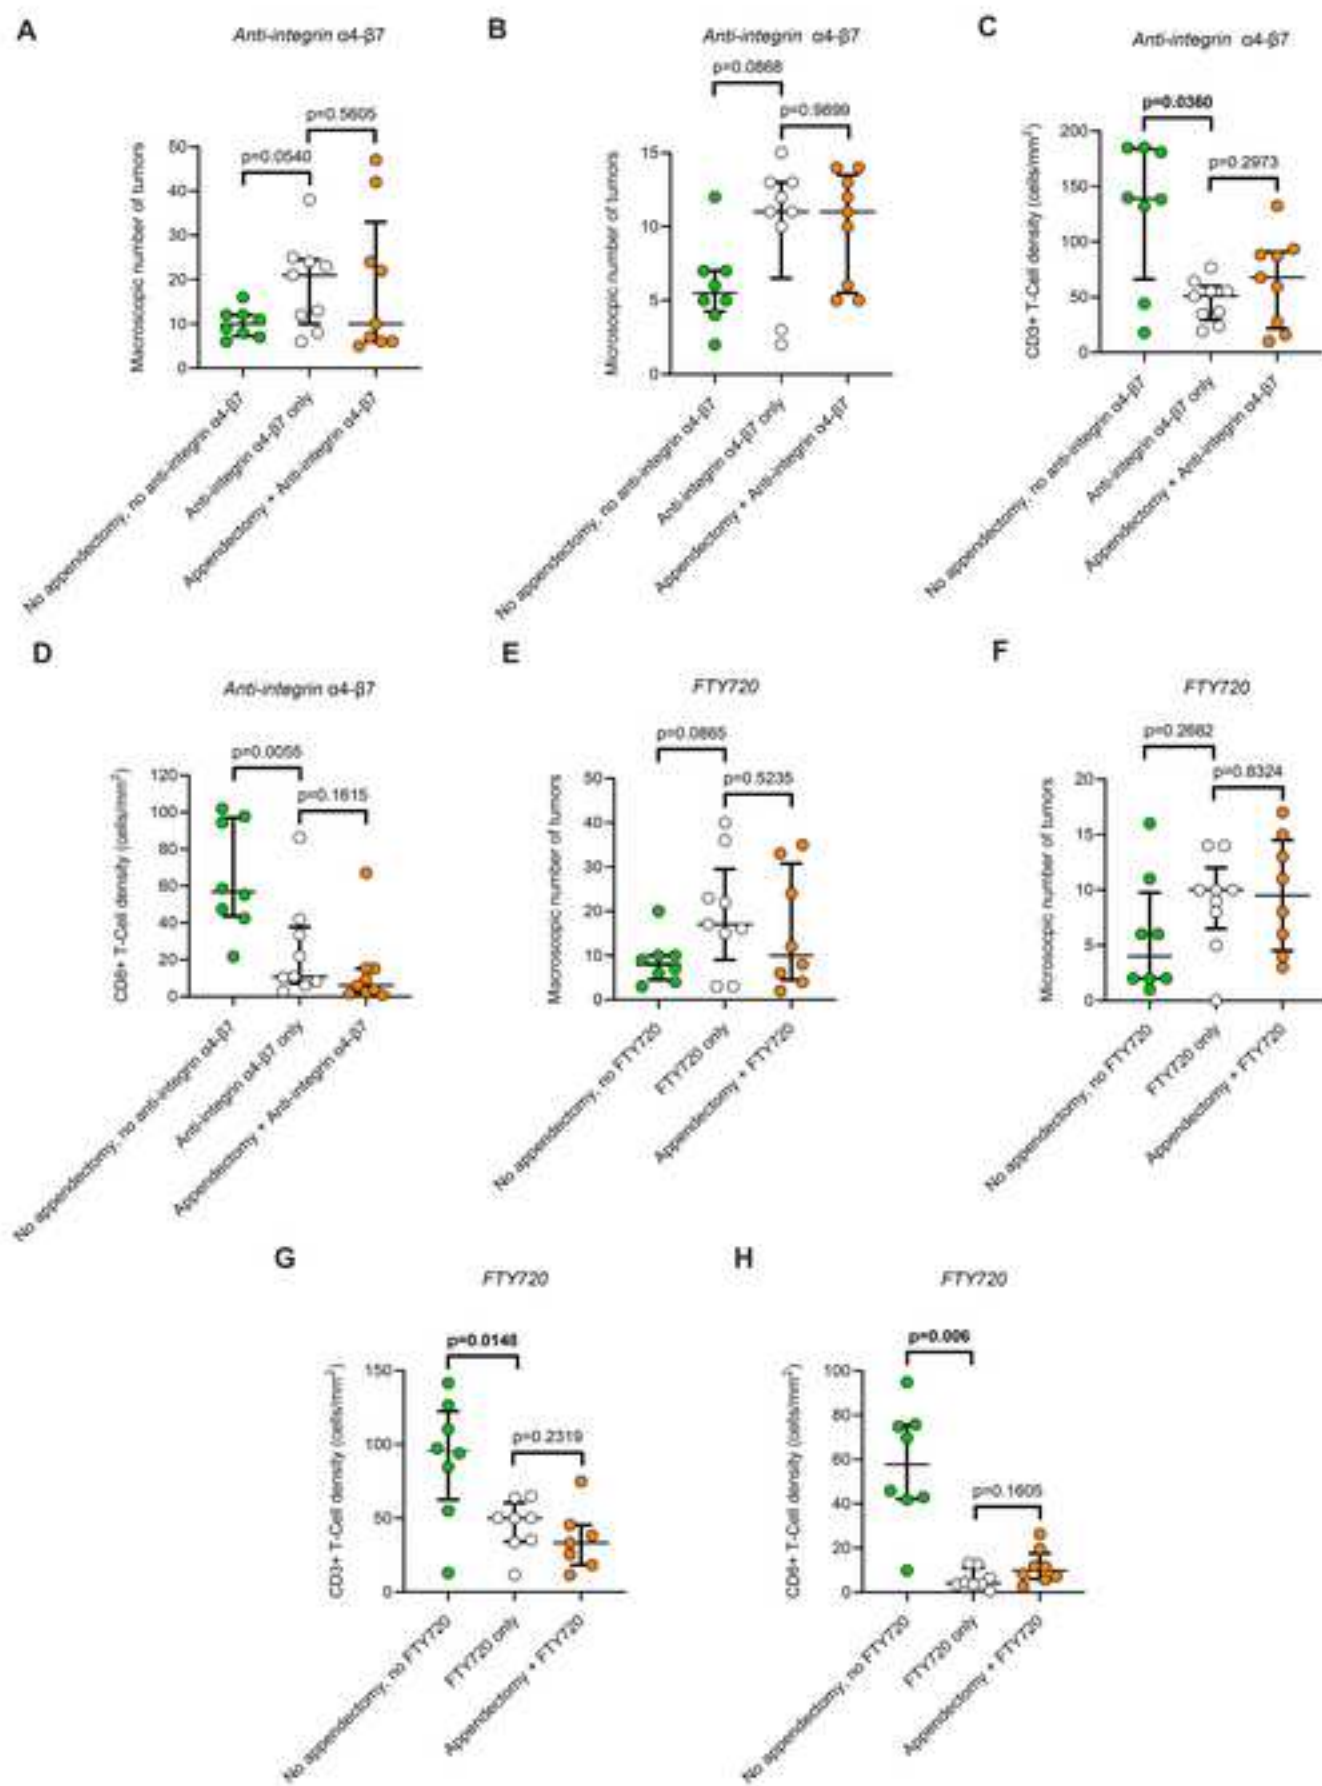 A
Anti-integrin α4-β7
p=0.5605
p=0.0540
Macroscopic number of tumors
50
40
30
20
10
0
No appendectomy, no anti-integrin α4-β7
Anti-integrin α4-β7 only
Appendectomy + Anti-integrin α4-β7
B
Anti-integrin α4-β7
p=0.0868
p=0.9699
Microsocpic number of tumors
15
10
5
0
No appendectomy, no anti-integrin α4-β7
Anti-integrin α4-β7 only
Appendectomy + Anti-integrin α4-β7
C
Anti-integrin α4-β7
p=0.0360
p=0.2973
CD3+ T-Cell density (cells/mm²)
200
150
100
50
0
No appendectomy, no anti-integrin α4-β7
Anti-integrin α4-β7 only
Appendectomy + Anti-integrin α4-β7
D
Anti-integrin α4-β7
p=0.0055
p=0.1615
CD8+ T-Cell density (cells/mm²)
120
100
80
60
40
20
0
No appendectomy, no anti-integrin α4-β7
Anti-integrin α4-β7 only
Appendectomy + Anti-integrin α4-β7
E
FTY720
p=0.0865
p=0.5235
Macroscopic number of tumors
50
40
30
20
10
0
No appendectomy, no FTY720
FTY720 only
Appendectomy + FTY720
F
FTY720
p=0.2682
p=0.8324
Microsocpic number of tumors
20
15
10
5
0
No appendectomy, no FTY720
FTY720 only
Appendectomy + FTY720
G
FTY720
p=0.0148
p=0.2319
CD3+ T-Cell density (cells/mm²)
150
100
50
0
No appendectomy, no FTY720
FTY720 only
Appendectomy + FTY720
H
FTY720
p=0.006
p=0.1605
CD8+ T-Cell density (cells/mm²)
100
80
60
40
20
0
No appendectomy, no FTY720
FTY720 only
Appendectomy + FTY720